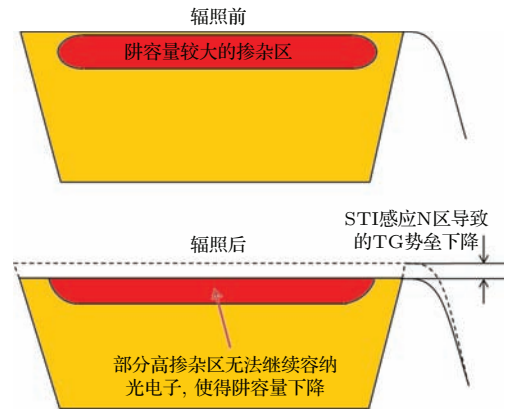 辐照前
阱容量较大的掺杂区
STI感应N区导致
的TG势垒下降
辐照后
部分高掺杂区无法继续容纳
光电子, 使得阱容量下降